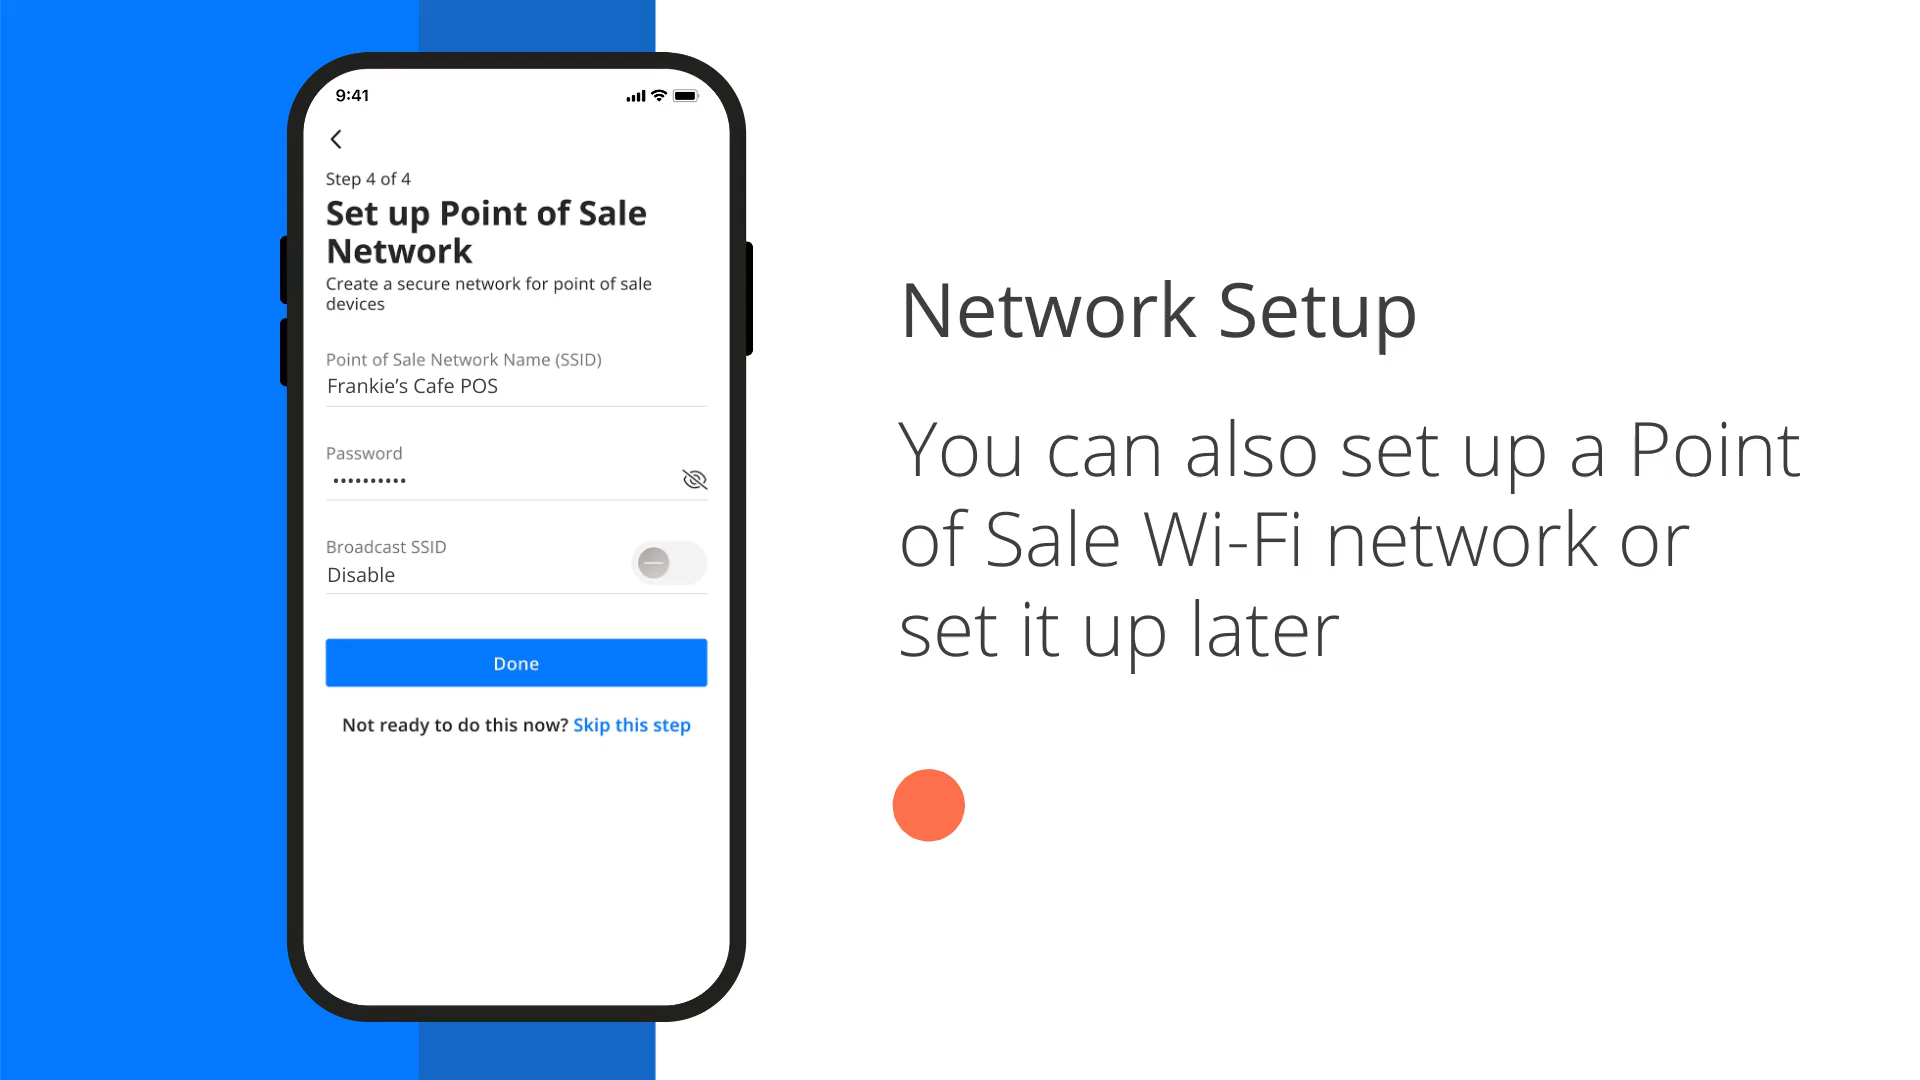 9:41
Step 4 of 4
Set up Point of Sale
Network
Create a secure network for point of sale
devices
Point of Sale Network Name (SSID)
Frankie’s Cafe POS
Password
••••••••••
Broadcast SSID
Disable
Done
Not ready to do this now? Skip this step
Network Setup
You can also set up a Point
of Sale Wi-Fi network or
set it up later